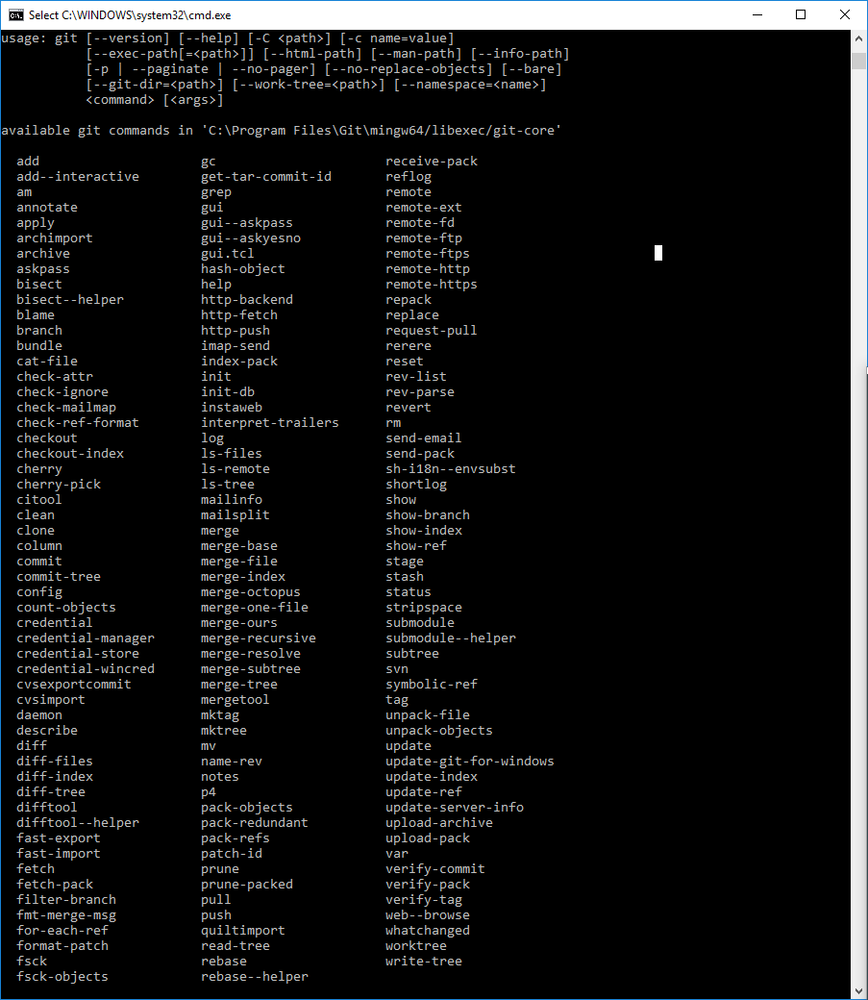 Select C:\WINDOWS\system32\cmd.exe
usage: git [--version] [--help] [-C <path>] [-c name=value]
           [--exec-path[=<path>]] [--html-path] [--man-path] [--info-path]
           [-p | --paginate | --no-pager] [--no-replace-objects] [--bare]
           [--git-dir=<path>] [--work-tree=<path>] [--namespace=<name>]
           <command> [<args>]
available git commands in 'C:\Program Files\Git\mingw64/libexec/git-core'
  add                     gc                      receive-pack
  add--interactive        get-tar-commit-id       reflog
  am                      grep                    remote
  annotate                gui                     remote-ext
  apply                   gui--askpass            remote-fd
  archimport              gui--askyesno           remote-ftp
  archive                 gui.tcl                 remote-ftps
  askpass                 hash-object             remote-http
  bisect                  help                    remote-https
  bisect--helper          http-backend            repack
  blame                   http-fetch              replace
  branch                  http-push               request-pull
  bundle                  imap-send               rerere
  cat-file                index-pack              reset
  check-attr              init                    rev-list
  check-ignore            init-db                 rev-parse
  check-mailmap           instaweb                revert
  check-ref-format        interpret-trailers      rm
  checkout                log                     send-email
  checkout-index          ls-files                send-pack
  cherry                  ls-remote               sh-i18n--envsubst
  cherry-pick             ls-tree                 shortlog
  citool                  mailinfo                show
  clean                   mailsplit               show-branch
  clone                   merge                   show-index
  column                  merge-base              show-ref
  commit                  merge-file              stage
  commit-tree             merge-index             stash
  config                  merge-octopus           status
  count-objects           merge-one-file          stripspace
  credential              merge-ours              submodule
  credential-manager      merge-recursive         submodule--helper
  credential-store        merge-resolve           subtree
  credential-wincred      merge-subtree           svn
  cvsexportcommit         merge-tree              symbolic-ref
  cvsimport               mergetool               tag
  daemon                  mktag                   unpack-file
  describe                mktree                  unpack-objects
  diff                    mv                      update
  diff-files              name-rev                update-git-for-windows
  diff-index              notes                   update-index
  diff-tree               p4                      update-ref
  difftool                pack-objects            update-server-info
  difftool--helper        pack-redundant          upload-archive
  fast-export             pack-refs               upload-pack
  fast-import             patch-id                var
  fetch                   prune                   verify-commit
  fetch-pack              prune-packed            verify-pack
  filter-branch           pull                    verify-tag
  fmt-merge-msg           push                    web--browse
  for-each-ref            quiltimport             whatchanged
  format-patch            read-tree               worktree
  fsck                    rebase                  write-tree
  fsck-objects            rebase--helper